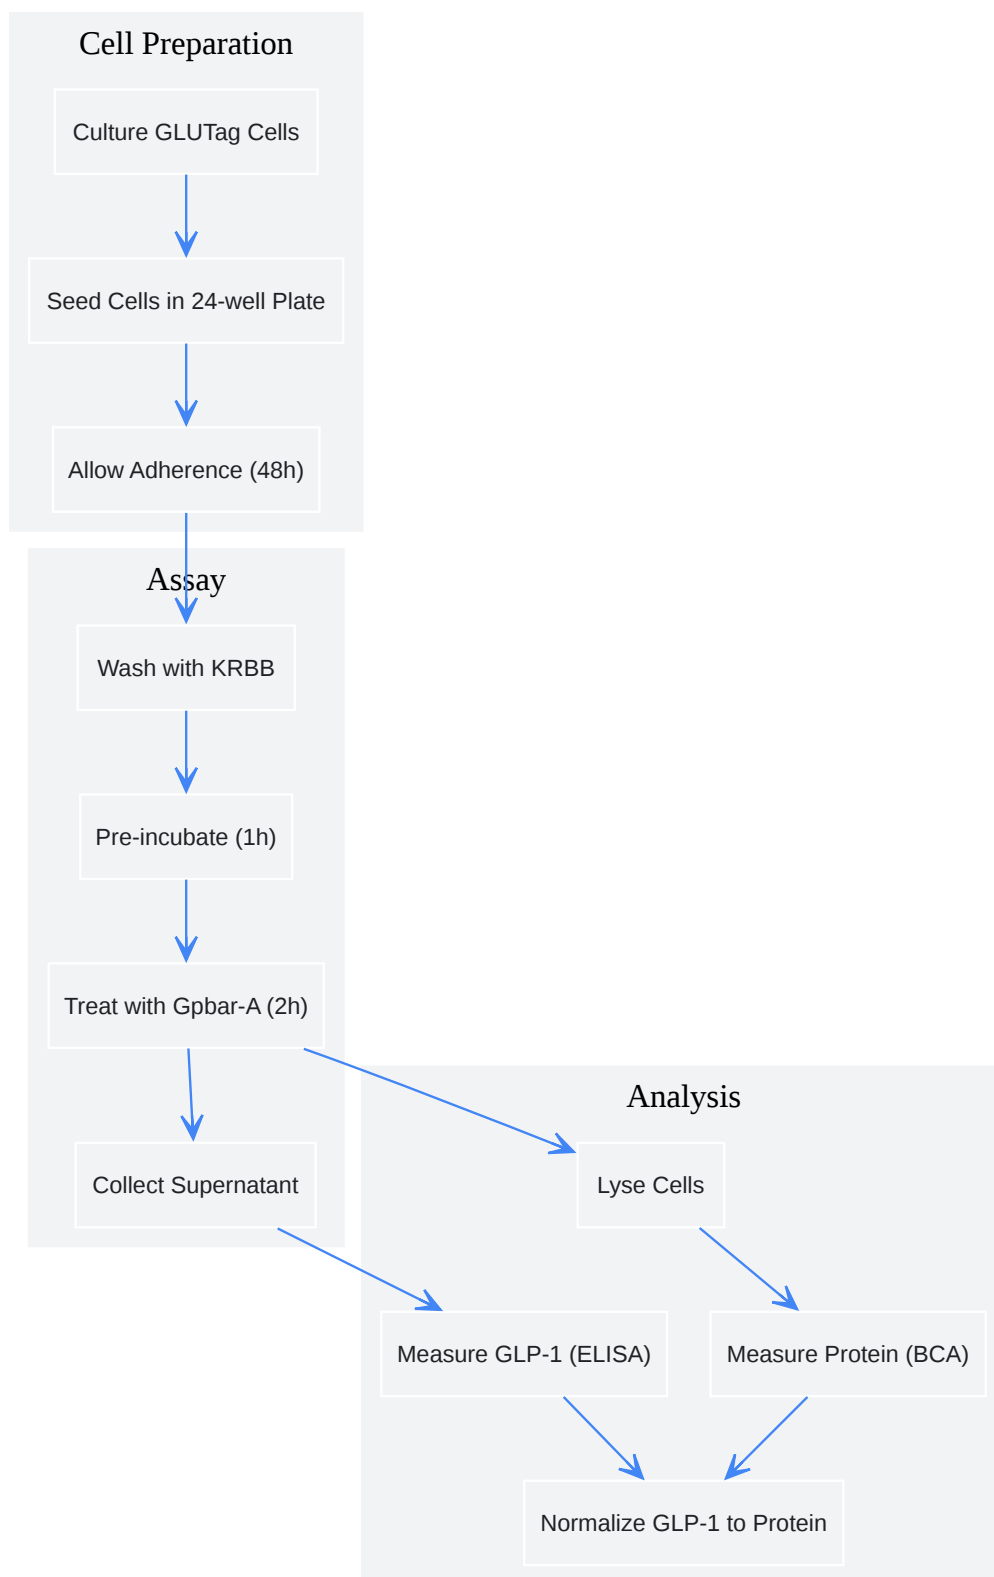 Cell Preparation
Culture GLUTag Cells
Seed Cells in 24-well Plate
Allow Adherence (48h)
Assay
Wash with KRBB
Pre-incubate (1h)
Treat with Gpbar-A (2h)
Collect Supernatant
Analysis
Lyse Cells
Measure GLP-1 (ELISA)
Measure Protein (BCA)
Normalize GLP-1 to Protein